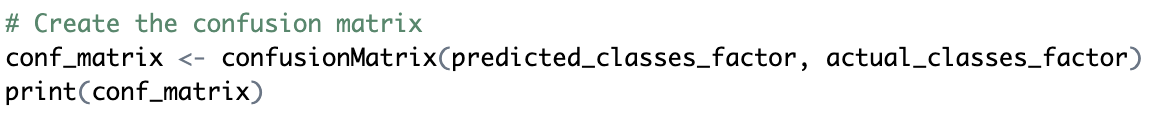 # Create the confusion matrix
conf_matrix <- confusionMatrix(predicted_classes_factor, actual_classes_factor)
print(conf_matrix)